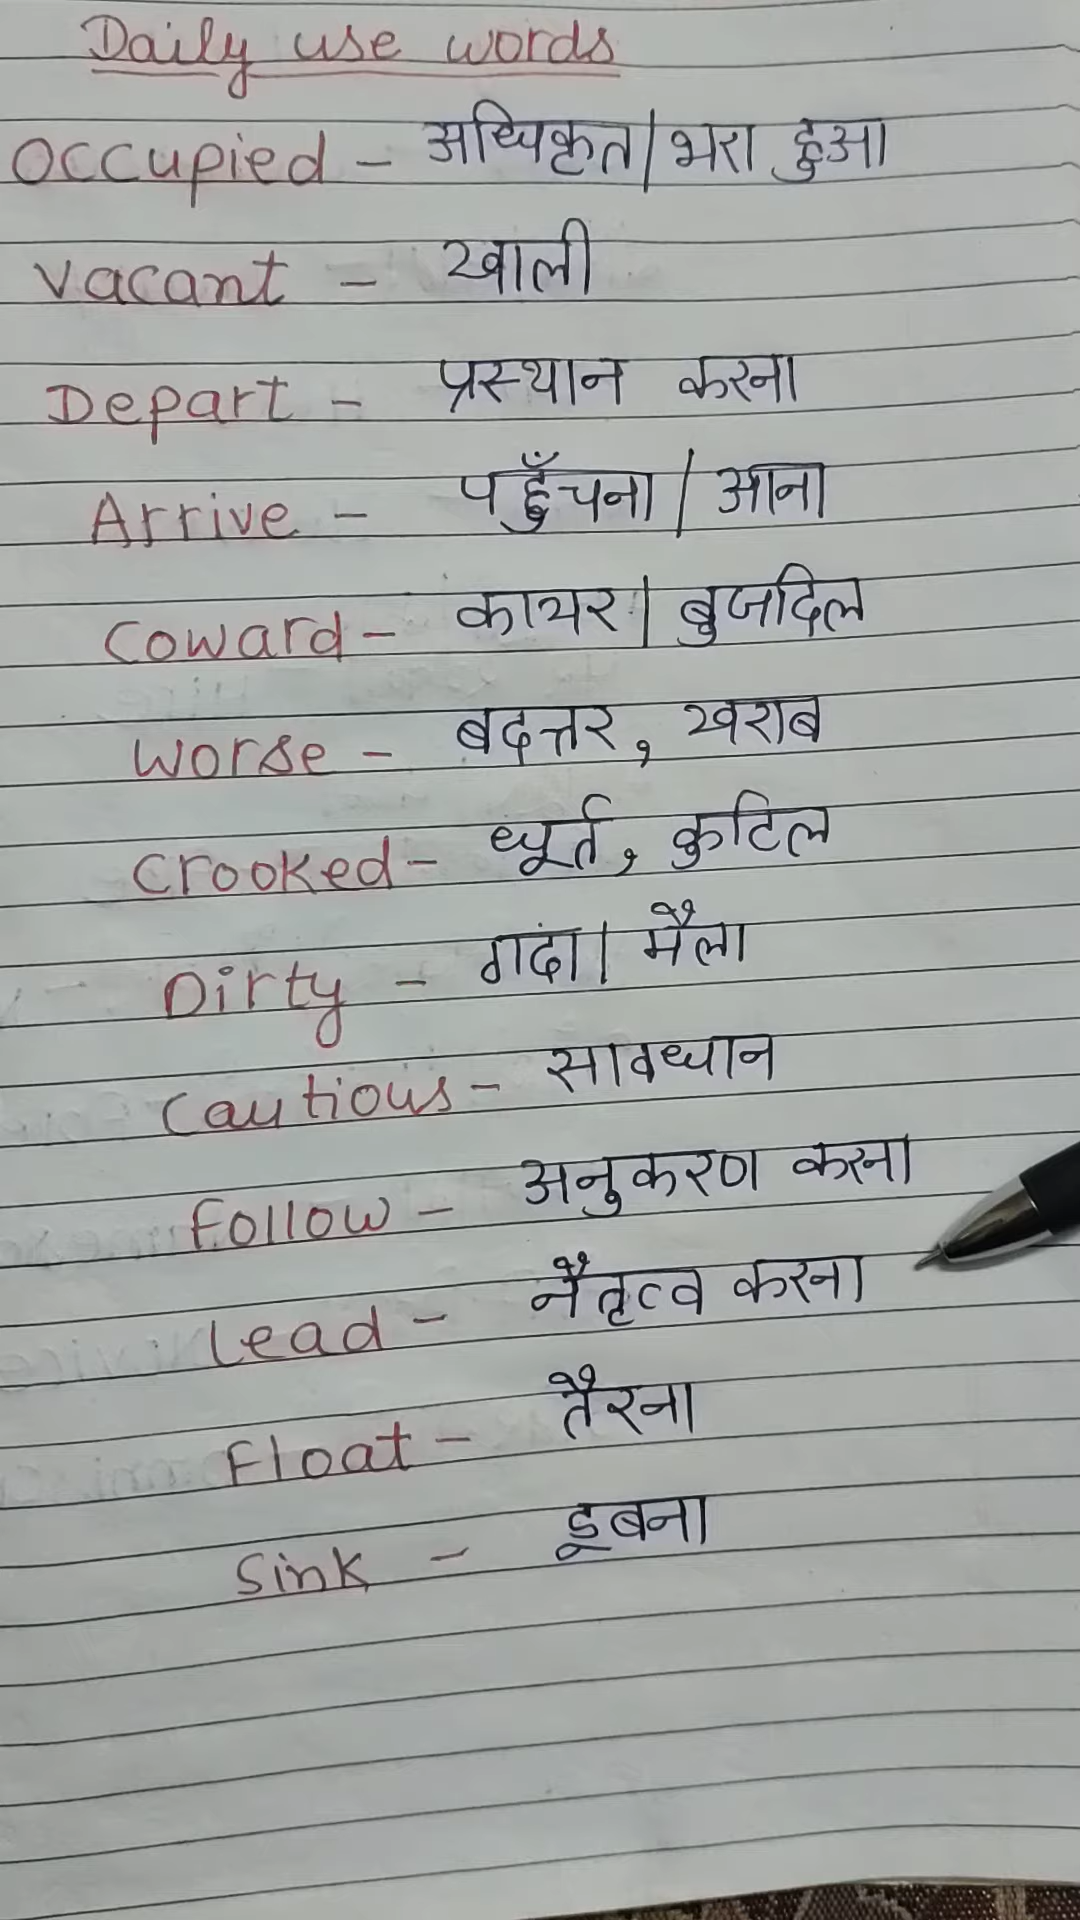 Daily use words
Occupied - अधिकृत/भरा हुआ
Vacant - खाली
Depart - प्रस्थान करना
Arrive - पहुँचना/आना
Coward - कायर/बुजदिल
Worse - बदत्तर, खराब
Crooked - धूर्त, कुटिल
Dirty - गदां/मैला
Cautious - सावधान
Follow - अनुकरण करना
Lead - नैतृत्व करना
Float - तैरना
Sink - डूबना